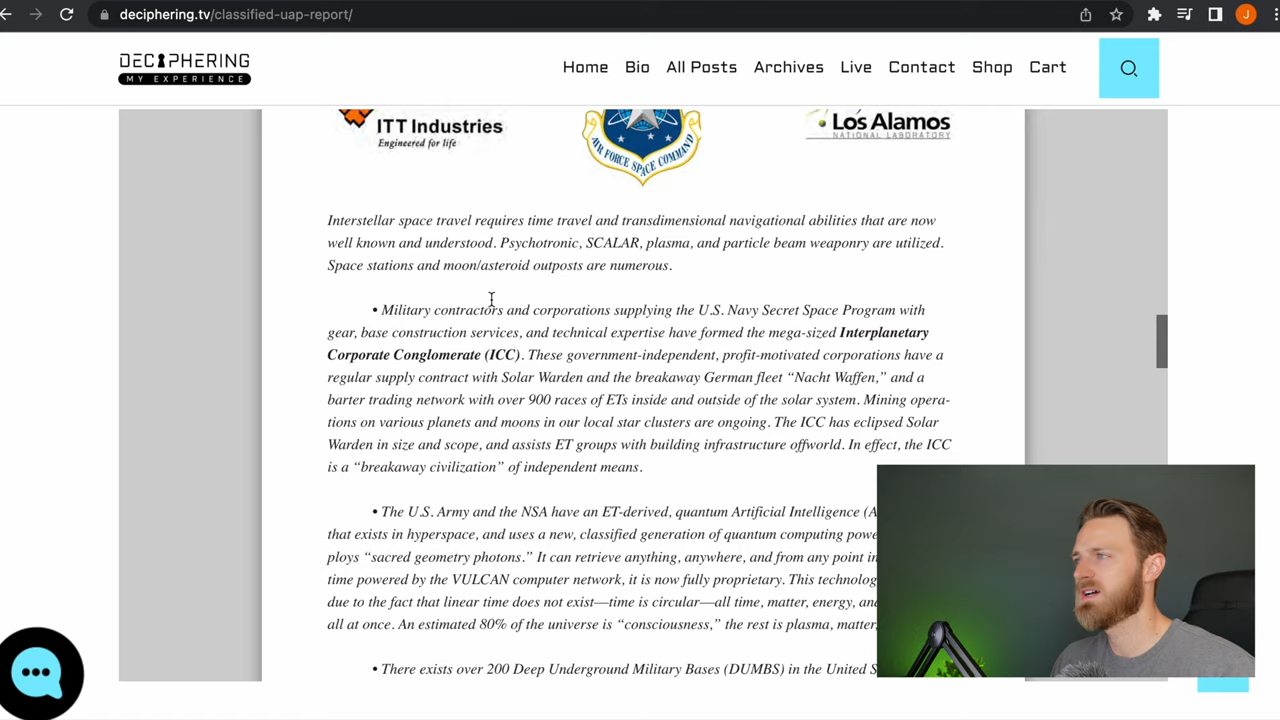 deciphering.tv/classified-uap-report/
J
DECIPHERING
MY EXPERIENCE
Home Bio All Posts Archives Live Contact Shop Cart
ITT Industries
Engineered for life
AIR FORCE SPACE COMMAND
Los Alamos
NATIONAL LABORATORY
Interstellar space travel requires time travel and transdimensional navigational abilities that are now
well known and understood. Psychotronic, SCALAR, plasma, and particle beam weaponry are utilized.
Space stations and moon/asteroid outposts are numerous.
• Military contractors and corporations supplying the U.S. Navy Secret Space Program with
gear, base construction services, and technical expertise have formed the mega-sized Interplanetary
Corporate Conglomerate (ICC). These government-independent, profit-motivated corporations have a
regular supply contract with Solar Warden and the breakaway German fleet “Nacht Waffen,” and a
barter trading network with over 900 races of ETs inside and outside of the solar system. Mining opera-
tions on various planets and moons in our local star clusters are ongoing. The ICC has eclipsed Solar
Warden in size and scope, and assists ET groups with building infrastructure offworld. In effect, the ICC
is a “breakaway civilization” of independent means.
• The U.S. Army and the NSA have an ET-derived, quantum Artificial Intelligence (A
that exists in hyperspace, and uses a new, classified generation of quantum computing powe
ploys “sacred geometry photons.” It can retrieve anything, anywhere, and from any point in
time powered by the VULCAN computer network, it is now fully proprietary. This technolog
due to the fact that linear time does not exist—time is circular—all time, matter, energy, and
all at once. An estimated 80% of the universe is “consciousness,” the rest is plasma, matter,
• There exists over 200 Deep Underground Military Bases (DUMBS) in the United S